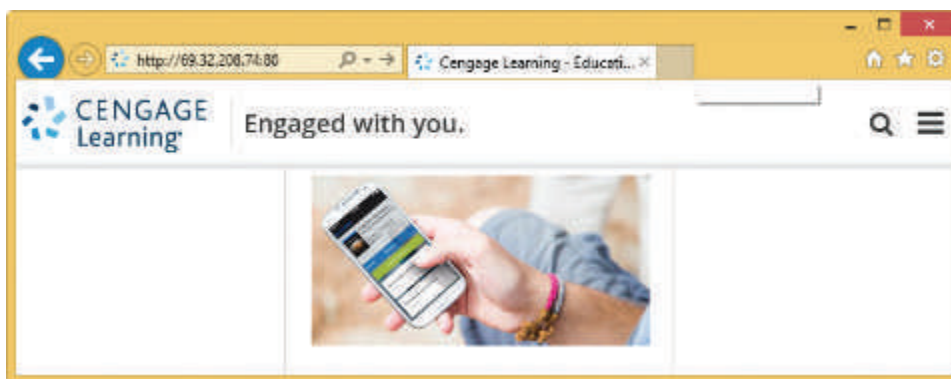 http://69.32.208.74:80
Cengage Learning - Educati...
CENGAGE
Learning
Engaged with you.